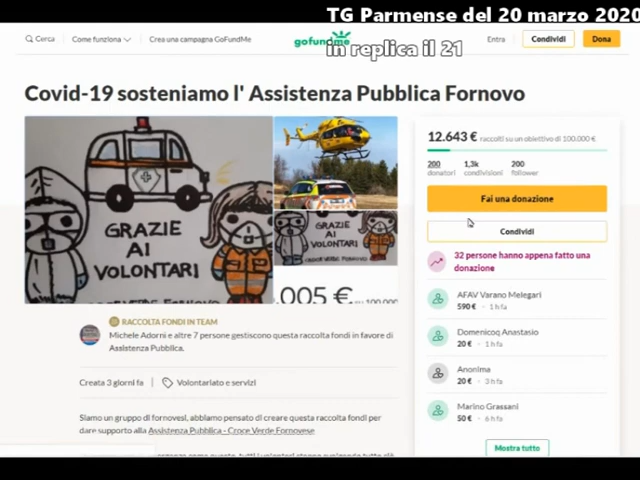 TG Parmense del 20 marzo 2020
in replica il 21
Cerca
Come funziona
Crea una campagna GoFundMe
gofundme
Entra
Condividi
Dona
Covid-19 sosteniamo l' Assistenza Pubblica Fornovo
GRAZIE
AI
VOLONTARI
GRAZIE
AI
VOLONTARI
.005 €
12.643 € raccolti su un obiettivo di 100.000 €
200
donatori
1,3k
condivisioni
200
follower
Fai una donazione
Condividi
32 persone hanno appena fatto una
donazione
AFAV Varano Melegari
590 € • 1 h fa
Domenicoq Anastasio
20 € • 1 h fa
Anonima
20 € • 3 h fa
Marino Grassani
50 € • 6 h fa
Mostra tutto
RACCOLTA FONDI IN TEAM
Michele Adorni e altre 7 persone gestiscono questa raccolta fondi in favore di
Assistenza Pubblica.
Creata 3 giorni fa
Volontariato e servizi
Siamo un gruppo di fornovesi, abbiamo pensato di creare questa raccolta fondi per
dare supporto alla Assistenza Pubblica - Croce Verde Fornovese